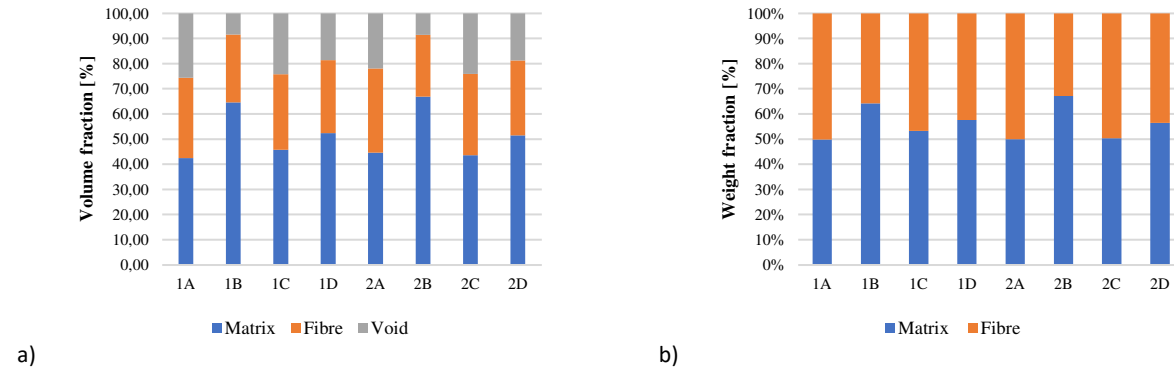 Volume fraction [%]
100,00
90,00
80,00
70,00
60,00
50,00
40,00
30,00
20,00
10,00
0,00
1A 1B 1C 1D 2A 2B 2C 2D
Matrix Fibre Void
a)
Weight fraction [%]
100%
90%
80%
70%
60%
50%
40%
30%
20%
10%
0%
1A 1B 1C 1D 2A 2B 2C 2D
Matrix Fibre
b)